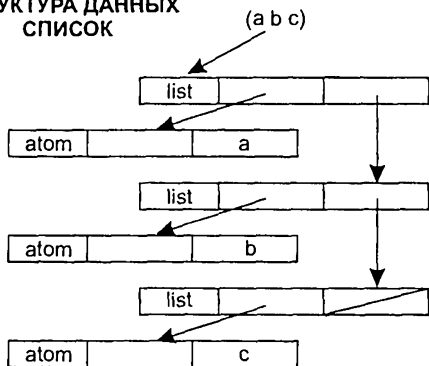 УКТУРА ДАННЫХ
СПИСОК
(a b c)
list
atom a
list
atom b
list
atom c